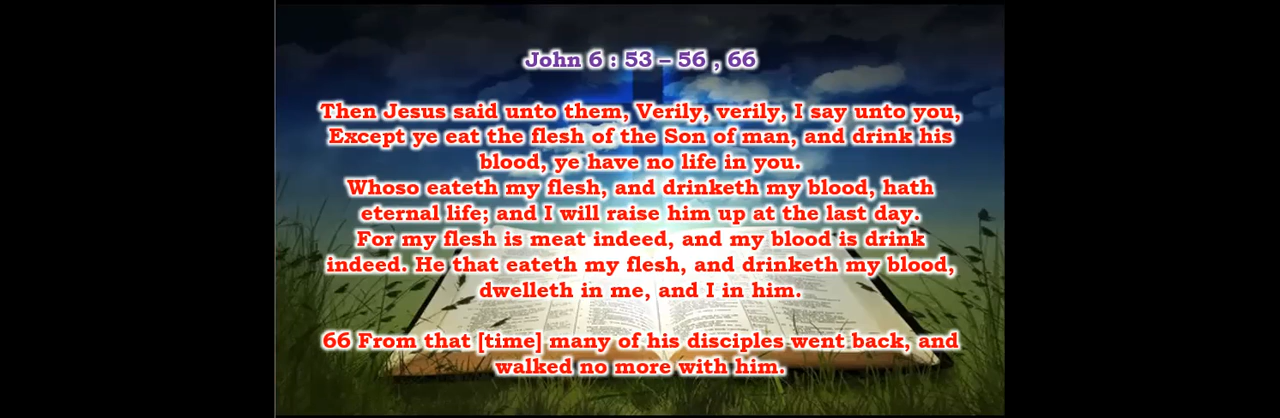 John 6 : 53 – 56 , 66
Then Jesus said unto them, Verily, verily, I say unto you,
Except ye eat the flesh of the Son of man, and drink his
blood, ye have no life in you.
Whoso eateth my flesh, and drinketh my blood, hath
eternal life; and I will raise him up at the last day.
For my flesh is meat indeed, and my blood is drink
indeed. He that eateth my flesh, and drinketh my blood,
dwelleth in me, and I in him.
66 From that [time] many of his disciples went back, and
walked no more with him.